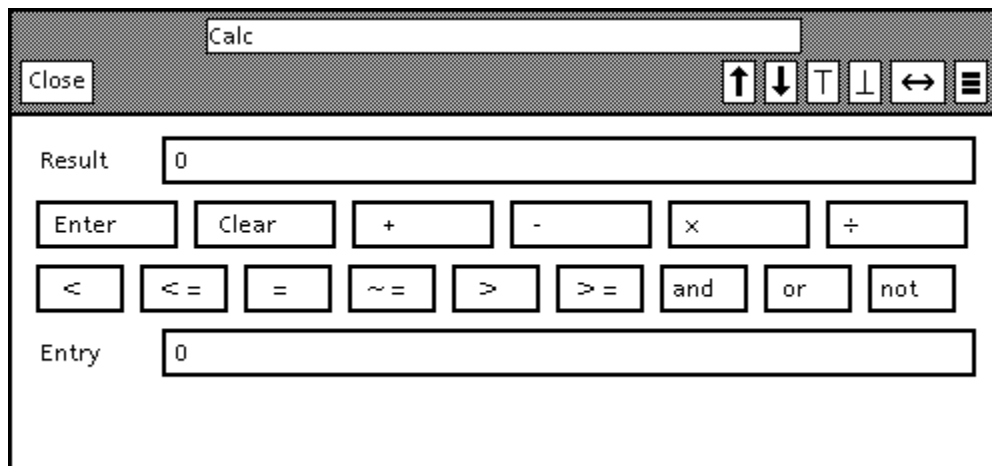 Calc
Close
Result 0
Enter Clear + - × ÷
< <= = ~= > >= and or not
Entry 0